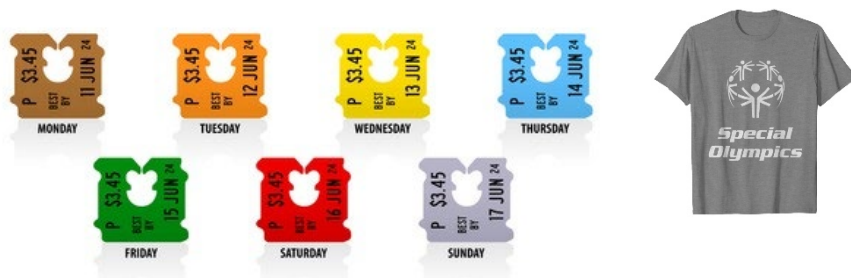 P $3.45 BEST BY 11 JUN 24
MONDAY
P $3.45 BEST BY 12 JUN 24
TUESDAY
P $3.45 BEST BY 13 JUN 24
WEDNESDAY
P $3.45 BEST BY 14 JUN 24
THURSDAY
P $3.45 BEST BY 15 JUN 24
FRIDAY
P $3.45 BEST BY 16 JUN 24
SATURDAY
P $3.45 BEST BY 17 JUN 24
SUNDAY
Special
Olympics